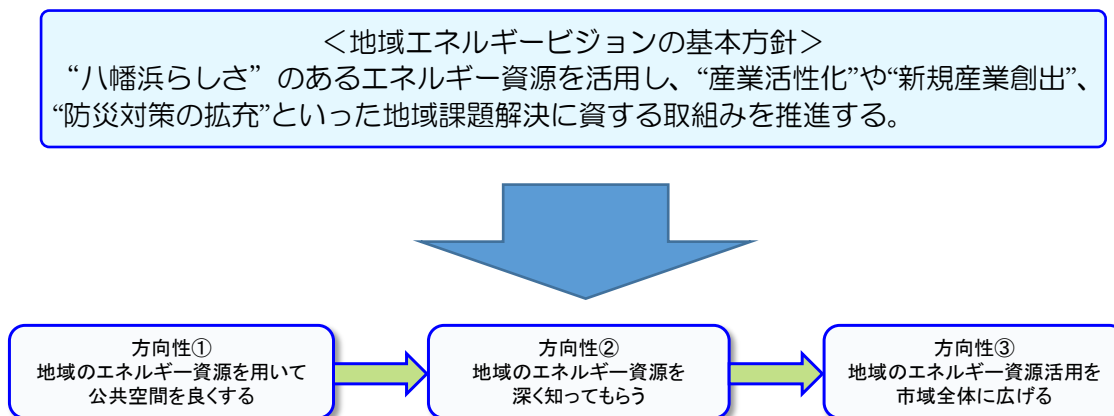 ＜地域エネルギービジョンの基本方針＞
“八幡浜らしさ”のあるエネルギー資源を活用し、“産業活性化”や“新規産業創出”、
“防災対策の拡充”といった地域課題解決に資する取組みを推進する。
方向性①
地域のエネルギー資源を用いて
公共空間を良くする
方向性②
地域のエネルギー資源を
深く知ってもらう
方向性③
地域のエネルギー資源活用を
市域全体に広げる